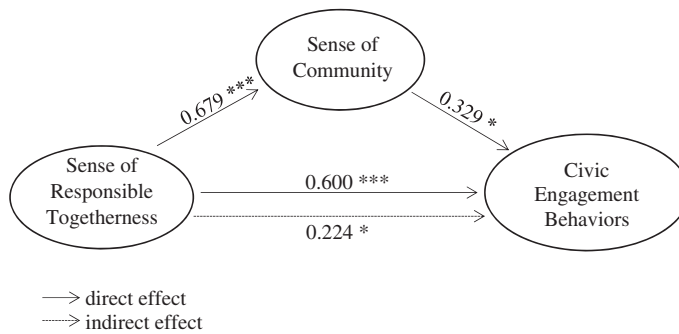 Sense of
Community
0.679 ***
0.329 *
Sense of
Responsible
Togetherness
0.600 ***
0.224 *
Civic
Engagement
Behaviors
direct effect
indirect effect